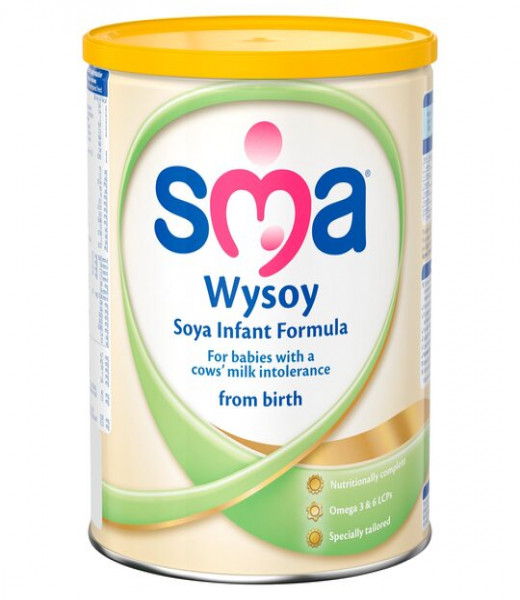 sma®
Wysoy
Soya Infant Formula
For babies with a
cows' milk intolerance
from birth
Nutritionally complete
Omega 3 & 6 LCPs
Specially tailored